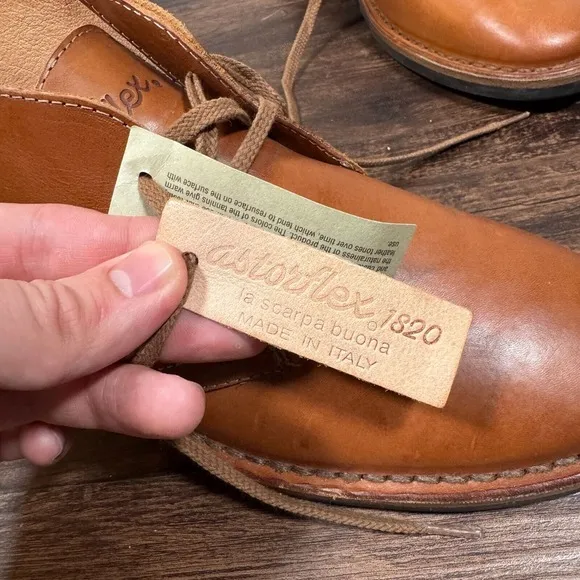 astorflex 1820
la scarpa buona
MADE IN ITALY
the naturalness of the product. The colors of the tannins give warm
leather tones over time, which tend to resurface on the surface with
use.